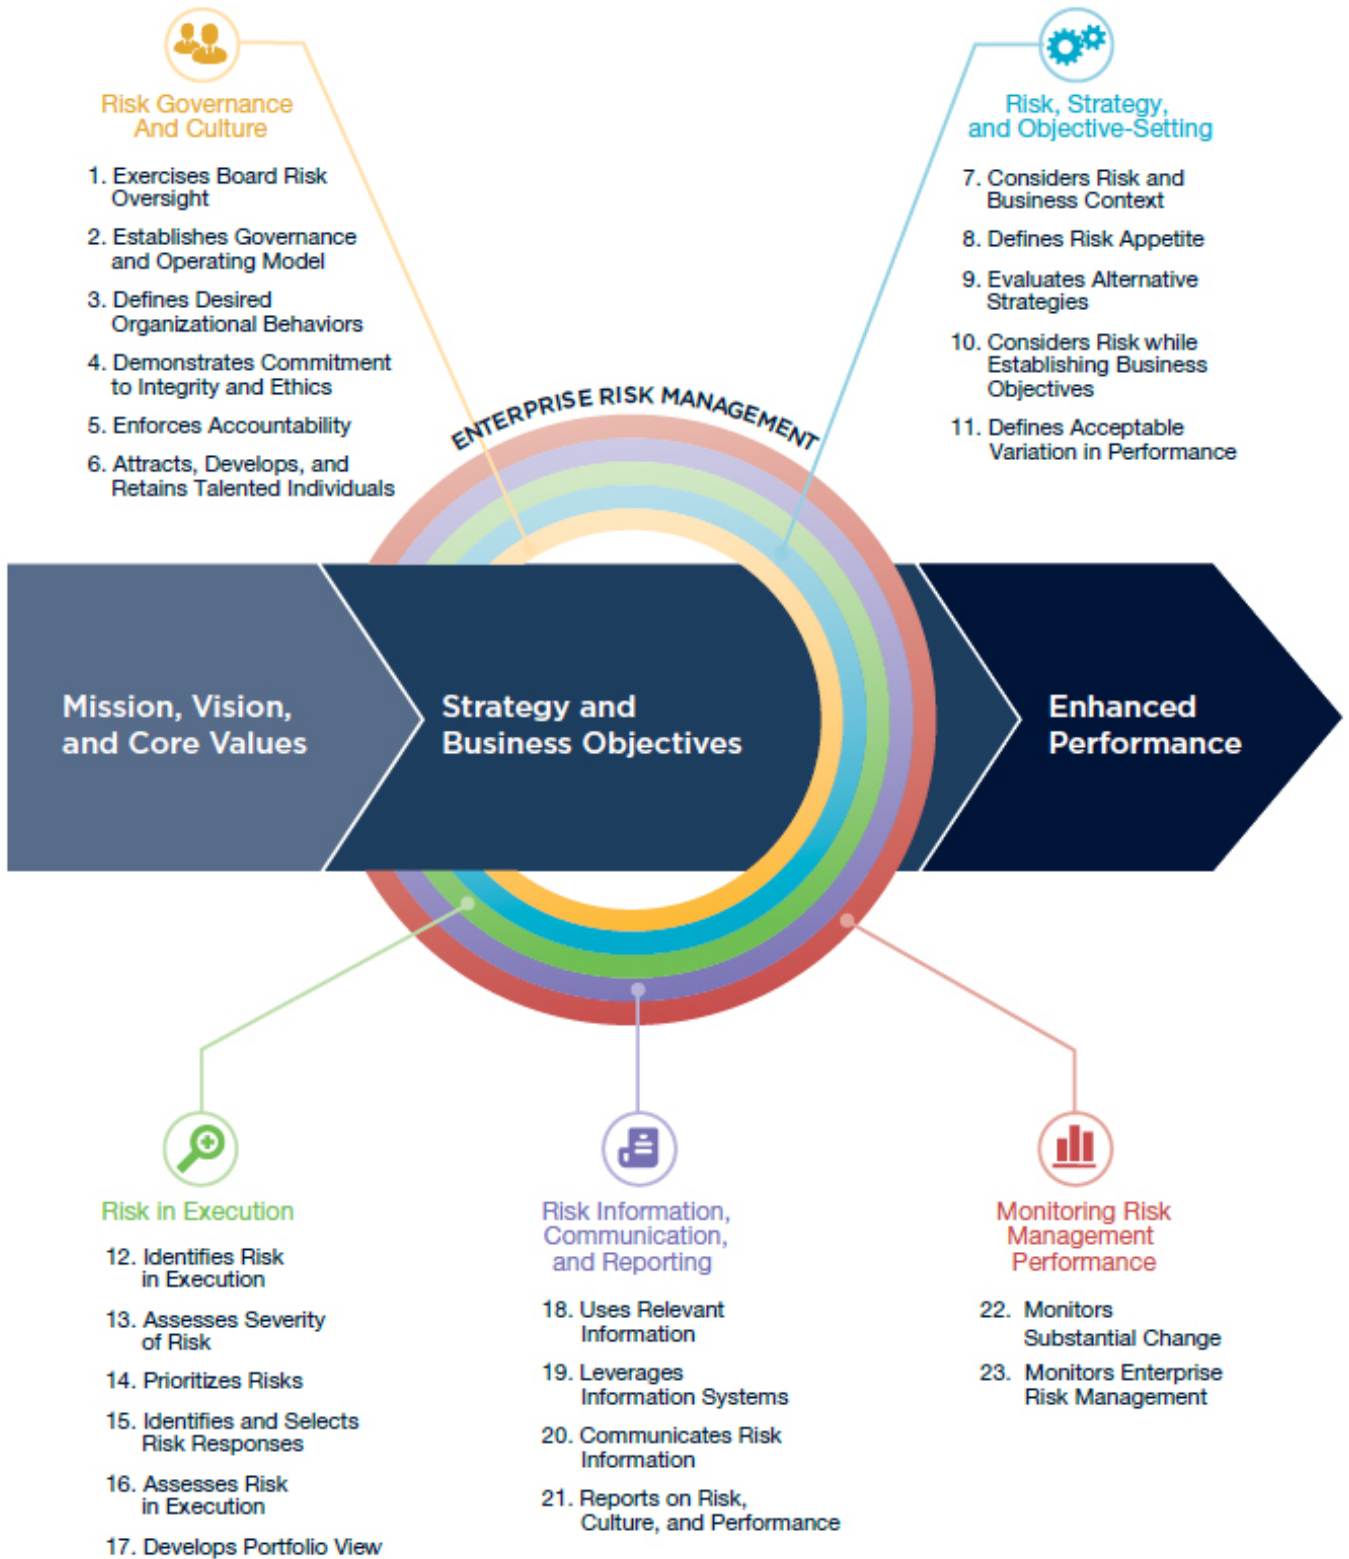 Risk Governance
And Culture
1. Exercises Board Risk
Oversight
2. Establishes Governance
and Operating Model
3. Defines Desired
Organizational Behaviors
4. Demonstrates Commitment
to Integrity and Ethics
5. Enforces Accountability
6. Attracts, Develops, and
Retains Talented Individuals
Risk, Strategy,
and Objective-Setting
7. Considers Risk and
Business Context
8. Defines Risk Appetite
9. Evaluates Alternative
Strategies
10. Considers Risk while
Establishing Business
Objectives
11. Defines Acceptable
Variation in Performance
ENTERPRISE RISK MANAGEMENT
Mission, Vision,
and Core Values
Strategy and
Business Objectives
Enhanced
Performance
Risk in Execution
12. Identifies Risk
in Execution
13. Assesses Severity
of Risk
14. Prioritizes Risks
15. Identifies and Selects
Risk Responses
16. Assesses Risk
in Execution
17. Develops Portfolio View
Risk Information,
Communication,
and Reporting
18. Uses Relevant
Information
19. Leverages
Information Systems
20. Communicates Risk
Information
21. Reports on Risk,
Culture, and Performance
Monitoring Risk
Management
Performance
22. Monitors
Substantial Change
23. Monitors Enterprise
Risk Management